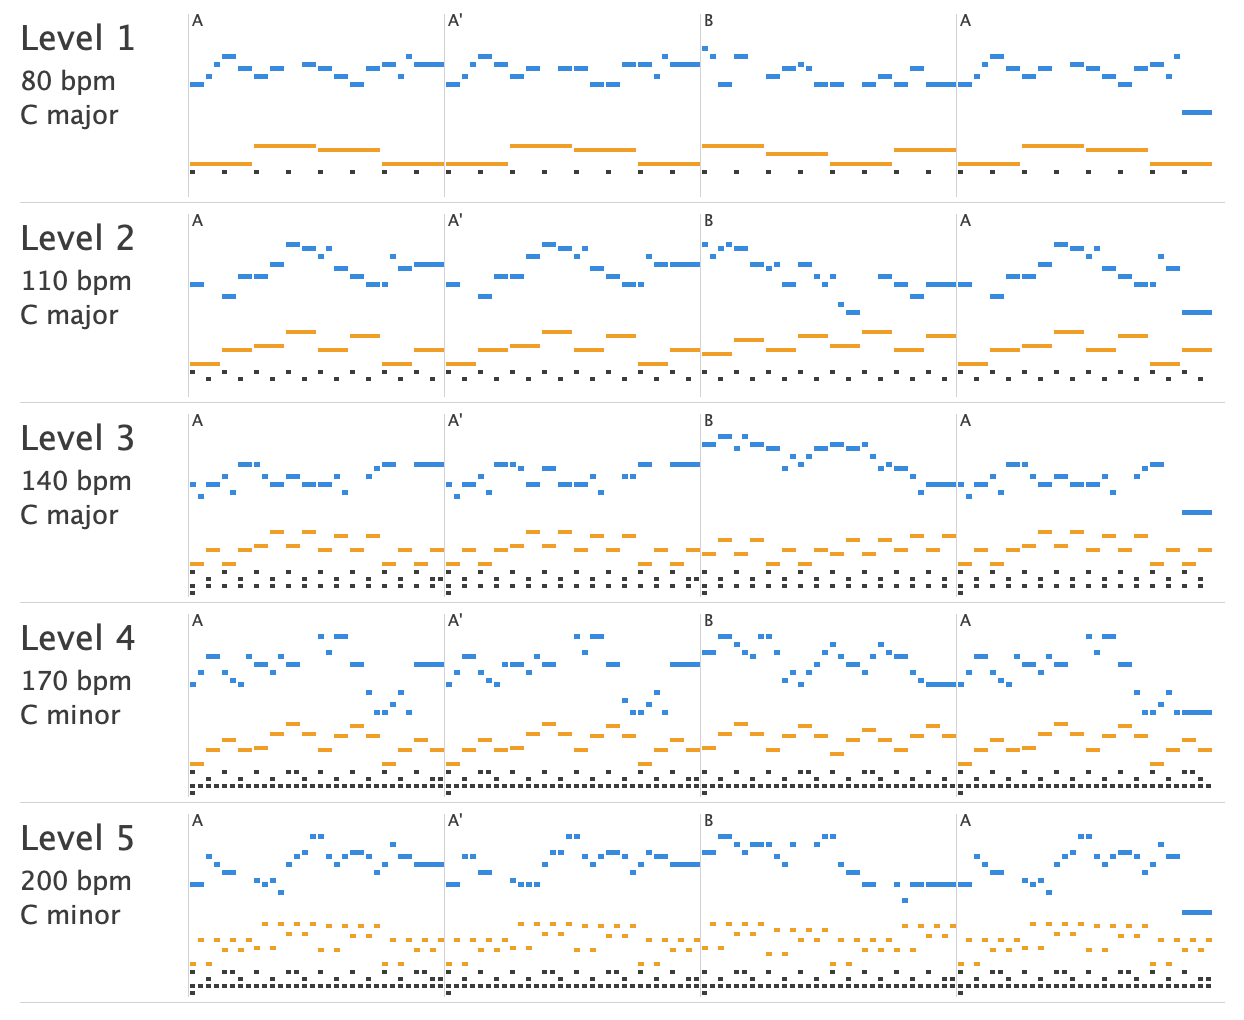 A A' B A
Level 1
80 bpm
C major
A A' B A
Level 2
110 bpm
C major
A A' B A
Level 3
140 bpm
C major
A A' B A
Level 4
170 bpm
C minor
A A' B A
Level 5
200 bpm
C minor